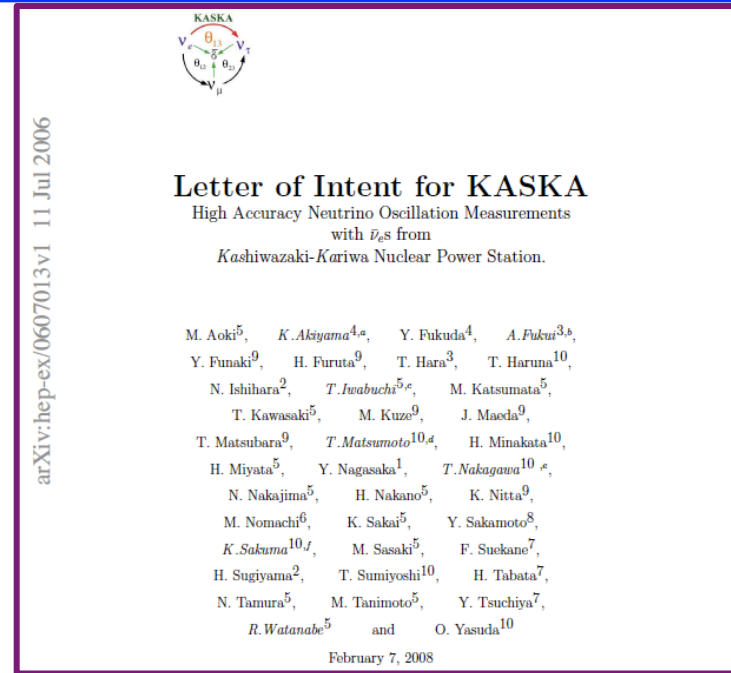 KASKA
νe θ13 ντ
δ
θ12 θ23
νμ
arXiv:hep-ex/0607013v1 11 Jul 2006
Letter of Intent for KASKA
High Accuracy Neutrino Oscillation Measurements
with ν̄es from
Kashiwazaki-Kariwa Nuclear Power Station.
M. Aoki5, K.Akiyama4,a, Y. Fukuda4, A.Fukui3,b,
Y. Funaki9, H. Furuta9, T. Hara3, T. Haruna10,
N. Ishihara2, T.Iwabuchi5,c, M. Katsumata5,
T. Kawasaki5, M. Kuze9, J. Maeda9,
T. Matsubara9, T.Matsumoto10,d, H. Minakata10,
H. Miyata5, Y. Nagasaka1, T.Nakagawa10 ,e,
N. Nakajima5, H. Nakano5, K. Nitta9,
M. Nomachi6, K. Sakai5, Y. Sakamoto8,
K.Sakuma10,f, M. Sasaki5, F. Suekane7,
H. Sugiyama2, T. Sumiyoshi10, H. Tabata7,
N. Tamura5, M. Tanimoto5, Y. Tsuchiya7,
R.Watanabe5 and O. Yasuda10
February 7, 2008